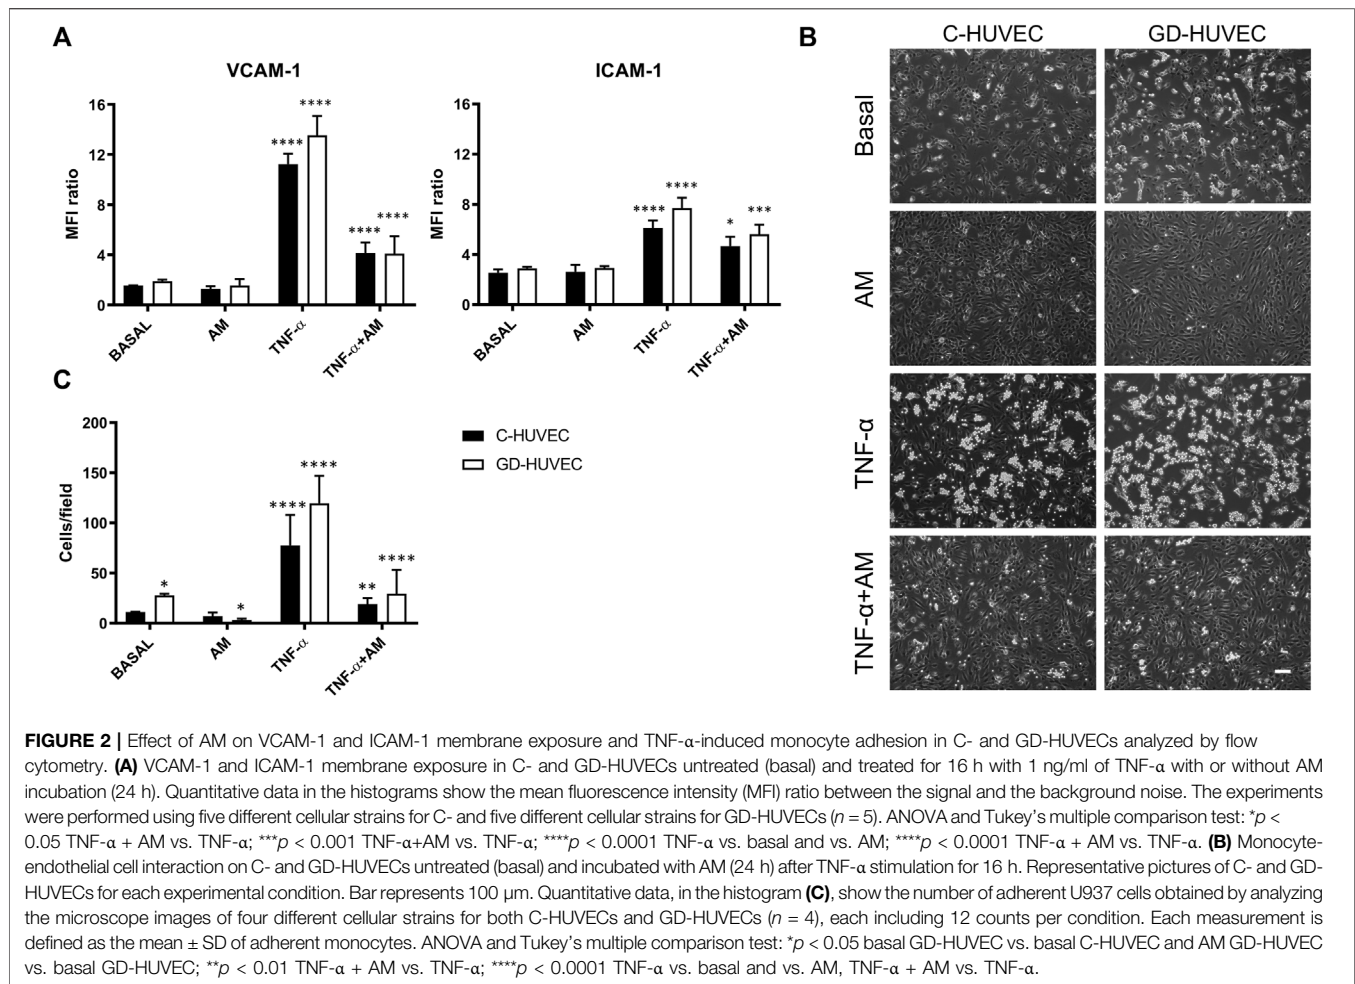 A
VCAM-1
MFI ratio
16
12
8
4
0
****
****
****
****
BASAL
AM
TNF-α
TNF-α+AM
ICAM-1
MFI ratio
16
12
8
4
0
****
****
*
***
BASAL
AM
TNF-α
TNF-α+AM
B
C-HUVEC
GD-HUVEC
Basal
AM
TNF-α
TNF-α+AM
C
Cells/field
200
150
100
50
0
*
*
****
****
**
****
BASAL
AM
TNF-α
TNF-α+AM
C-HUVEC
GD-HUVEC
FIGURE 2 | Effect of AM on VCAM-1 and ICAM-1 membrane exposure and TNF-α-induced monocyte adhesion in C- and GD-HUVECs analyzed by flow
cytometry. (A) VCAM-1 and ICAM-1 membrane exposure in C- and GD-HUVECs untreated (basal) and treated for 16 h with 1 ng/ml of TNF-α with or without AM
incubation (24 h). Quantitative data in the histograms show the mean fluorescence intensity (MFI) ratio between the signal and the background noise. The experiments
were performed using five different cellular strains for C- and five different cellular strains for GD-HUVECs (n = 5). ANOVA and Tukey's multiple comparison test: *p <
0.05 TNF-α + AM vs. TNF-α; ***p < 0.001 TNF-α+AM vs. TNF-α; ****p < 0.0001 TNF-α vs. basal and vs. AM; ****p < 0.0001 TNF-α + AM vs. TNF-α. (B) Monocyte-
endothelial cell interaction on C- and GD-HUVECs untreated (basal) and incubated with AM (24 h) after TNF-α stimulation for 16 h. Representative pictures of C- and GD-
HUVECs for each experimental condition. Bar represents 100 μm. Quantitative data, in the histogram (C), show the number of adherent U937 cells obtained by analyzing
the microscope images of four different cellular strains for both C-HUVECs and GD-HUVECs (n = 4), each including 12 counts per condition. Each measurement is
defined as the mean ± SD of adherent monocytes. ANOVA and Tukey's multiple comparison test: *p < 0.05 basal GD-HUVEC vs. basal C-HUVEC and AM GD-HUVEC
vs. basal GD-HUVEC; **p < 0.01 TNF-α + AM vs. TNF-α; ****p < 0.0001 TNF-α vs. basal and vs. AM, TNF-α + AM vs. TNF-α.